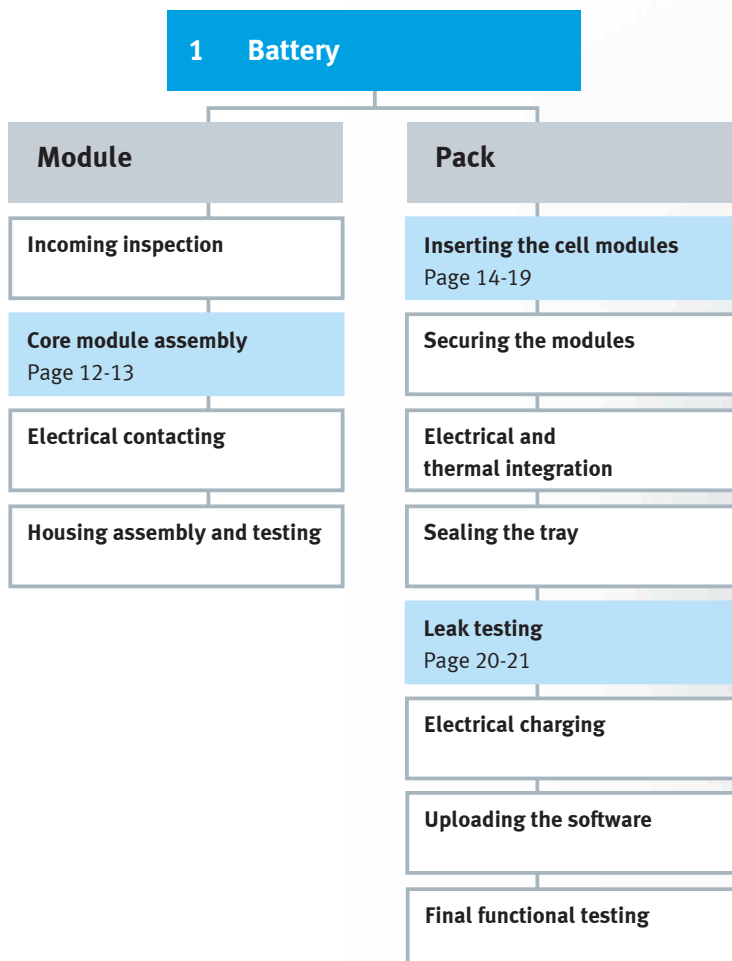 1 Battery
Module
Incoming inspection
Core module assembly
Page 12-13
Electrical contacting
Housing assembly and testing
Pack
Inserting the cell modules
Page 14-19
Securing the modules
Electrical and
thermal integration
Sealing the tray
Leak testing
Page 20-21
Electrical charging
Uploading the software
Final functional testing